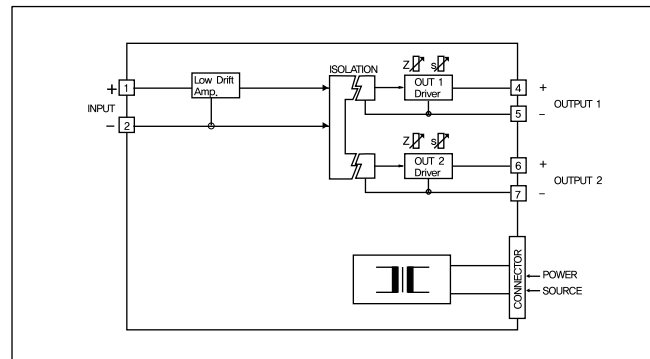 ISOLATION
Z S
+ 1 Low Drift Amp. OUT 1 Driver 4 +
INPUT 5 − OUTPUT 1
− 2
Z S
OUT 2 Driver 6 +
7 − OUTPUT 2
CONNECTOR
POWER
SOURCE